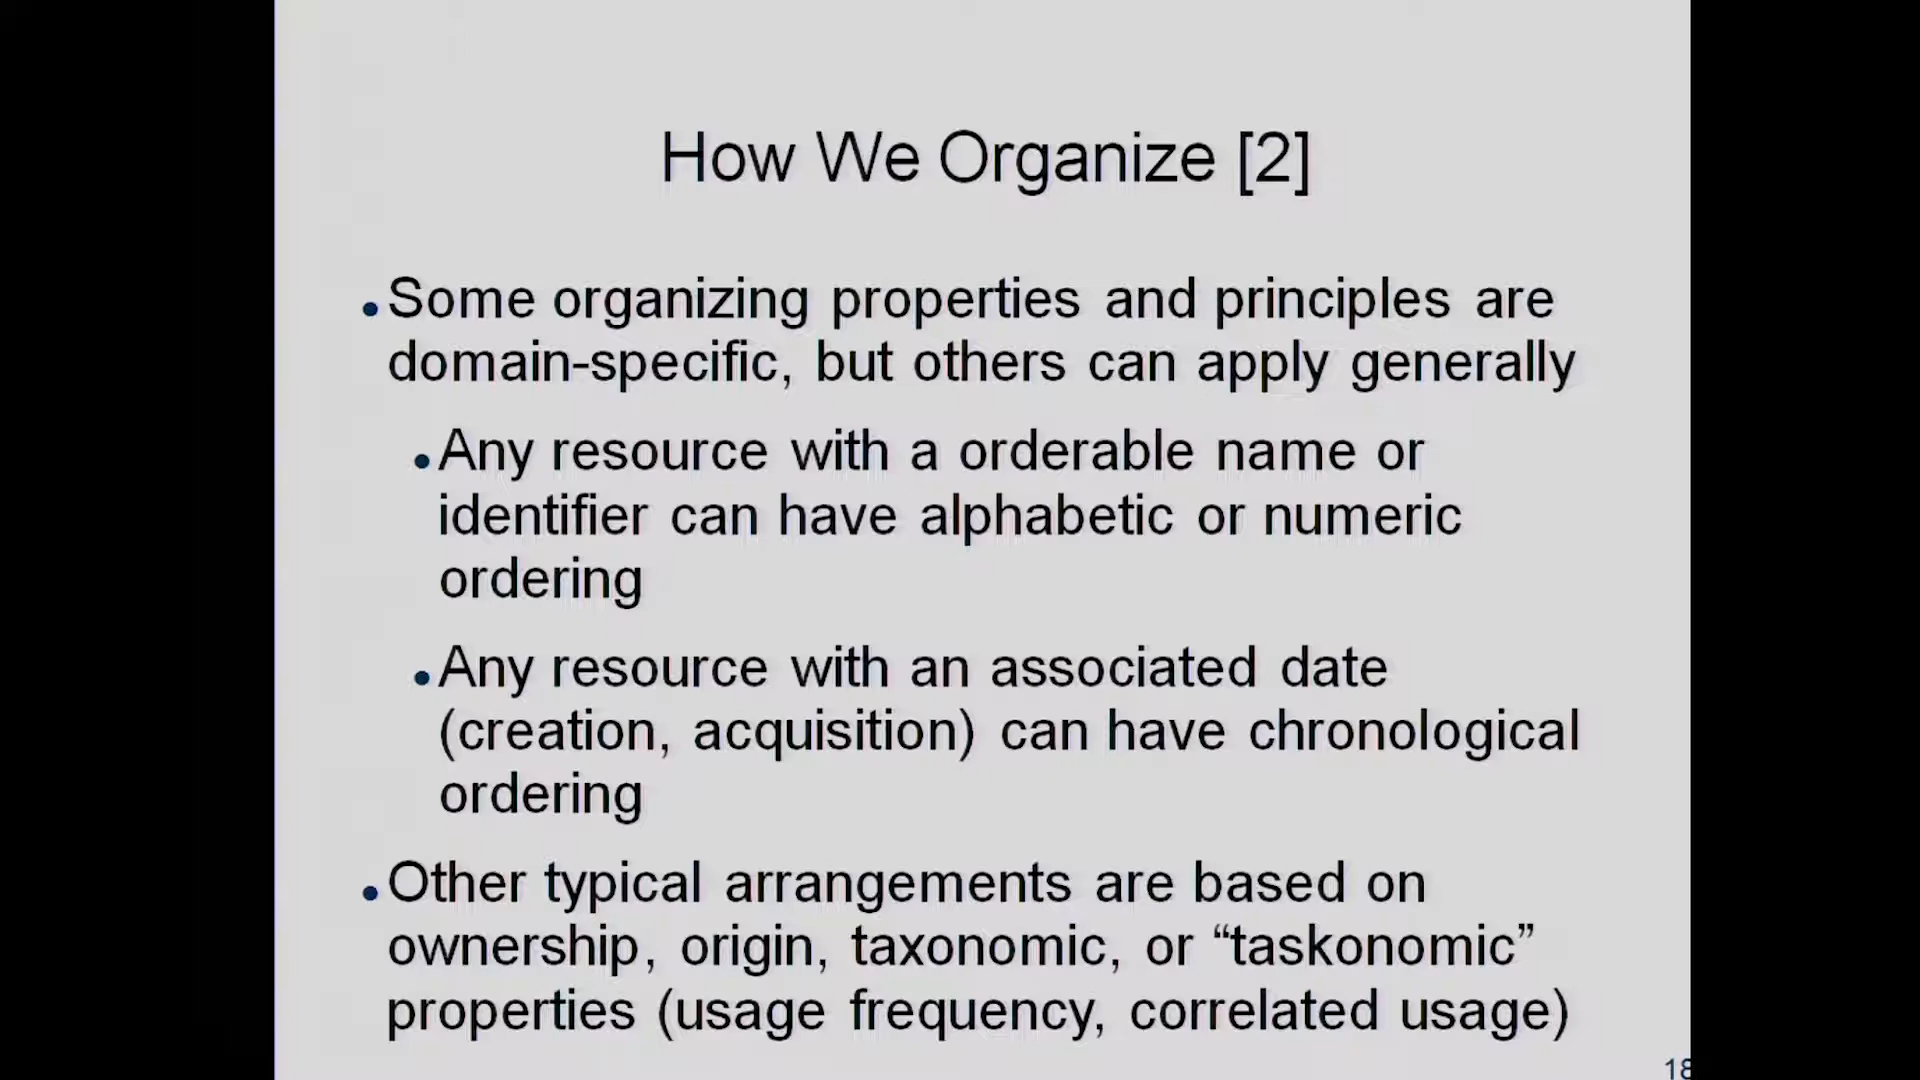 How We Organize [2]
•Some organizing properties and principles are
domain-specific, but others can apply generally
•Any resource with a orderable name or
identifier can have alphabetic or numeric
ordering
•Any resource with an associated date
(creation, acquisition) can have chronological
ordering
•Other typical arrangements are based on
ownership, origin, taxonomic, or “taskonomic”
properties (usage frequency, correlated usage)
18